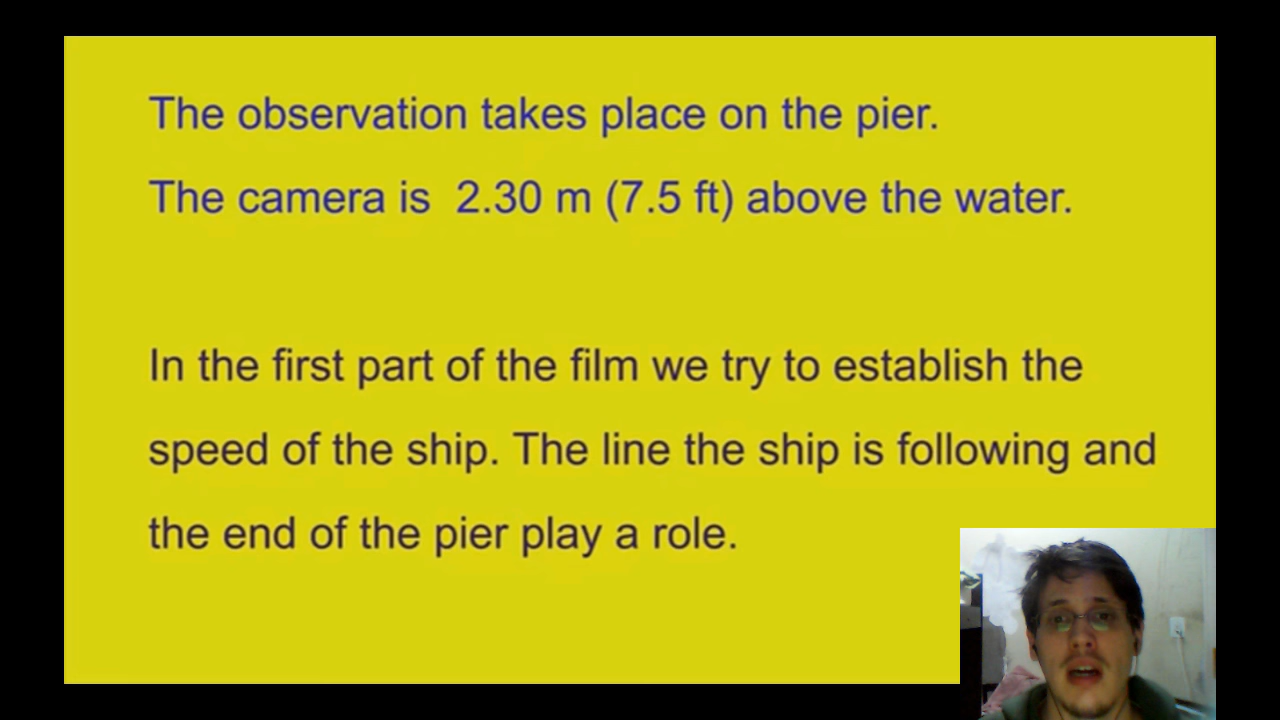 The observation takes place on the pier.
The camera is 2.30 m (7.5 ft) above the water.
In the first part of the film we try to establish the
speed of the ship. The line the ship is following and
the end of the pier play a role.